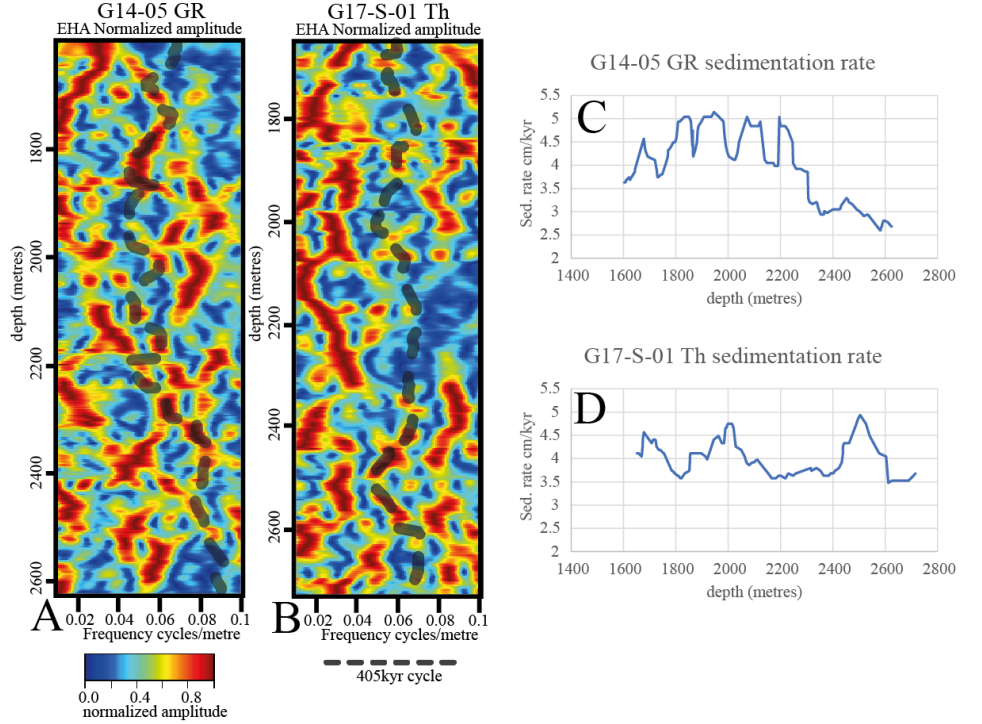 G14-05 GR
EHA Normalized amplitude
depth (metres)
1800
2000
2200
2400
2600
A
0.02 0.04 0.06 0.08 0.1
Frequency cycles/metre
0.0 0.4 0.8
normalized amplitude
G17-S-01 Th
EHA Normalized amplitude
depth (metres)
1800
2000
2200
2400
2600
B
0.02 0.04 0.06 0.08 0.1
Frequency cycles/metre
405kyr cycle
G14-05 GR sedimentation rate
C
Sed. rate cm/kyr
5.5
5
4.5
4
3.5
3
2.5
2
1400 1600 1800 2000 2200 2400 2600 2800
depth (metres)
G17-S-01 Th sedimentation rate
D
Sed. rate cm/kyr
5.5
5
4.5
4
3.5
3
2.5
2
1400 1600 1800 2000 2200 2400 2600 2800
depth (metres)